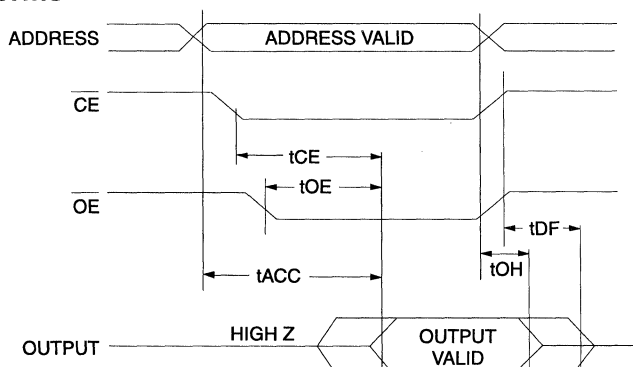 ADDRESS
ADDRESS VALID
CE
tCE
tOE
OE
tDF
tACC
tOH
HIGH Z
OUTPUT
OUTPUT
VALID